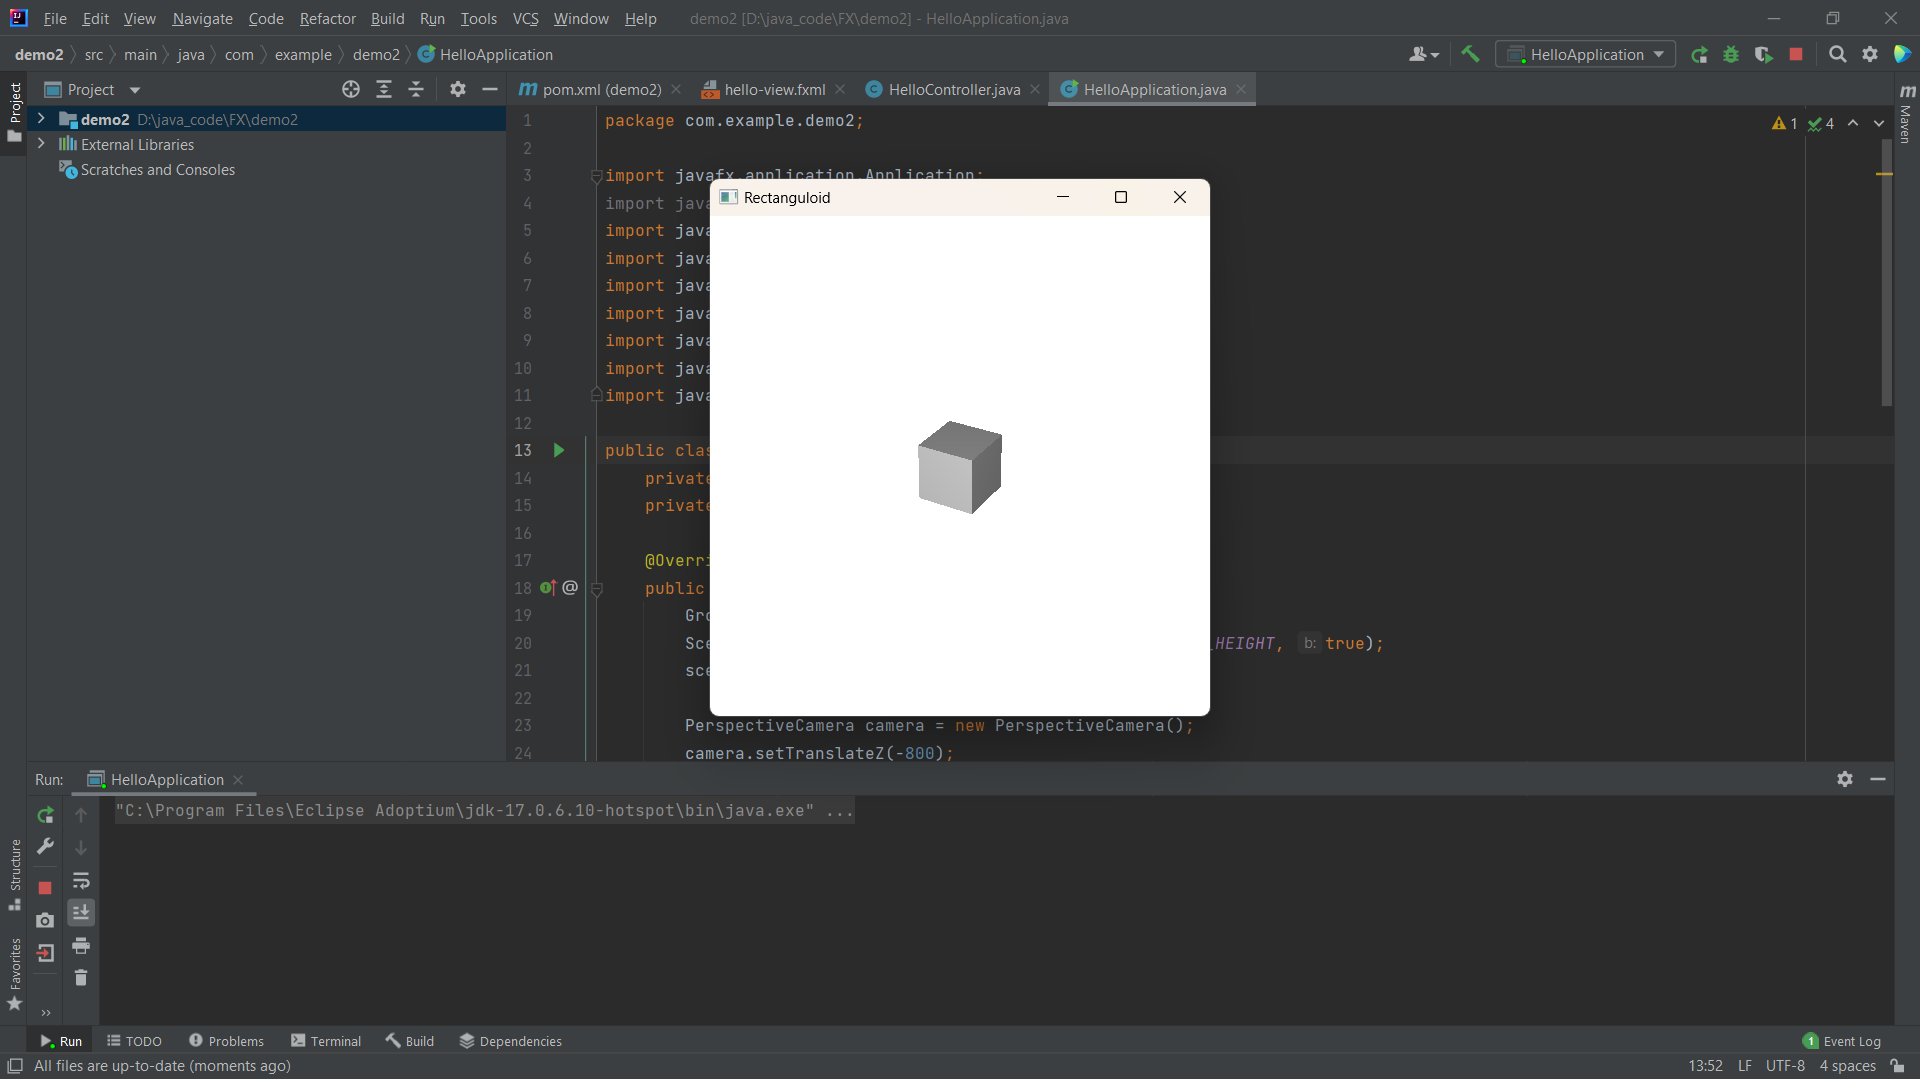 File Edit View Navigate Code Refactor Build Run Tools VCS Window Help demo2 [D:\java_code\FX\demo2] - HelloApplication.java
demo2 src main java com example demo2 HelloApplication
HelloApplication
Project
Project
pom.xml (demo2) hello-view.fxml HelloController.java HelloApplication.java
Maven
demo2 D:\java_code\FX\demo2
External Libraries
Scratches and Consoles
1 4
1 package com.example.demo2;
2
3 import javafx.application.Application;
4 import java
5 import java
6 import java
7 import java
8 import java
9 import java
10 import java
11 import java
12
13 public clas
14 private
15 private
16
17 @Overri
18 public
19 Gro
20 Sce _HEIGHT, b: true);
21 sce
22
23 PerspectiveCamera camera = new PerspectiveCamera();
24 camera.setTranslateZ(-800);
Rectanguloid
Run: HelloApplication
"C:\Program Files\Eclipse Adoptium\jdk-17.0.6.10-hotspot\bin\java.exe" ...
Structure
Favorites
Run TODO Problems Terminal Build Dependencies
1 Event Log
All files are up-to-date (moments ago)
13:52 LF UTF-8 4 spaces